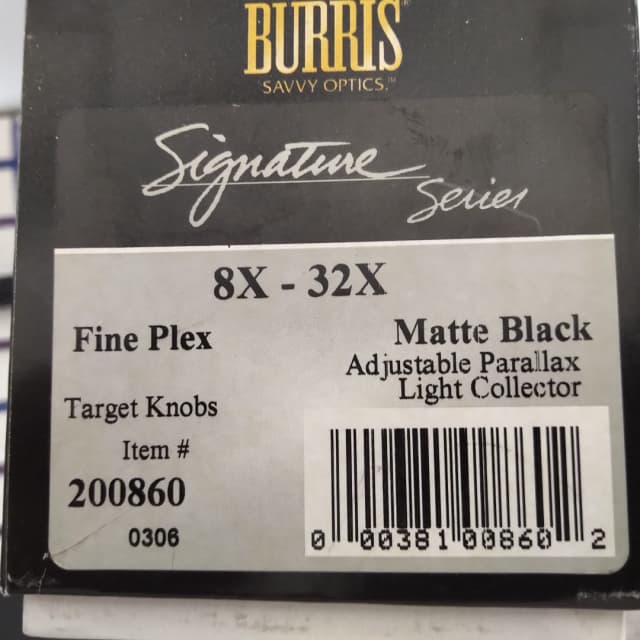 BURRIS
SAVVY OPTICS.™
Signature
Series
8X - 32X
Fine Plex
Matte Black
Adjustable Parallax
Light Collector
Target Knobs
Item #
200860
0306
0 00381 00860 2